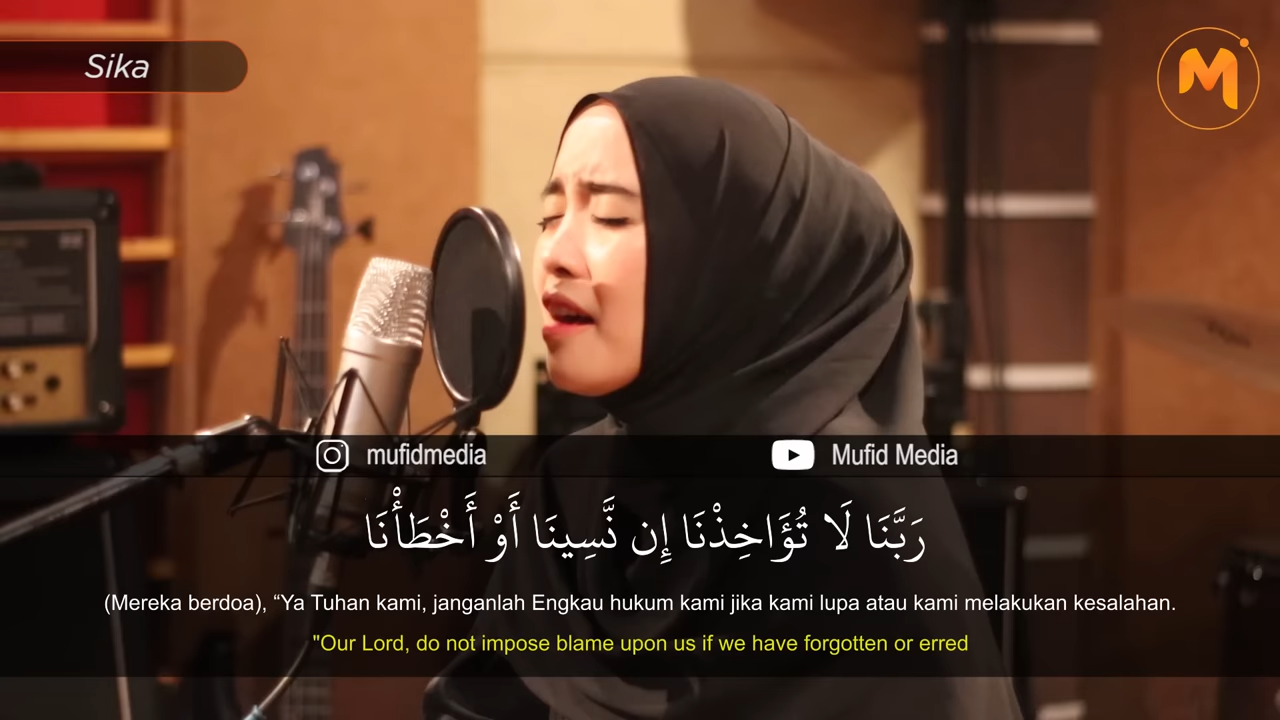 Sika
M
mufidmedia
Mufid Media
رَبَّنَا لَا تُؤَاخِذْنَا إِن نَّسِينَا أَوْ أَخْطَأْنَا
(Mereka berdoa), “Ya Tuhan kami, janganlah Engkau hukum kami jika kami lupa atau kami melakukan kesalahan.
"Our Lord, do not impose blame upon us if we have forgotten or erred